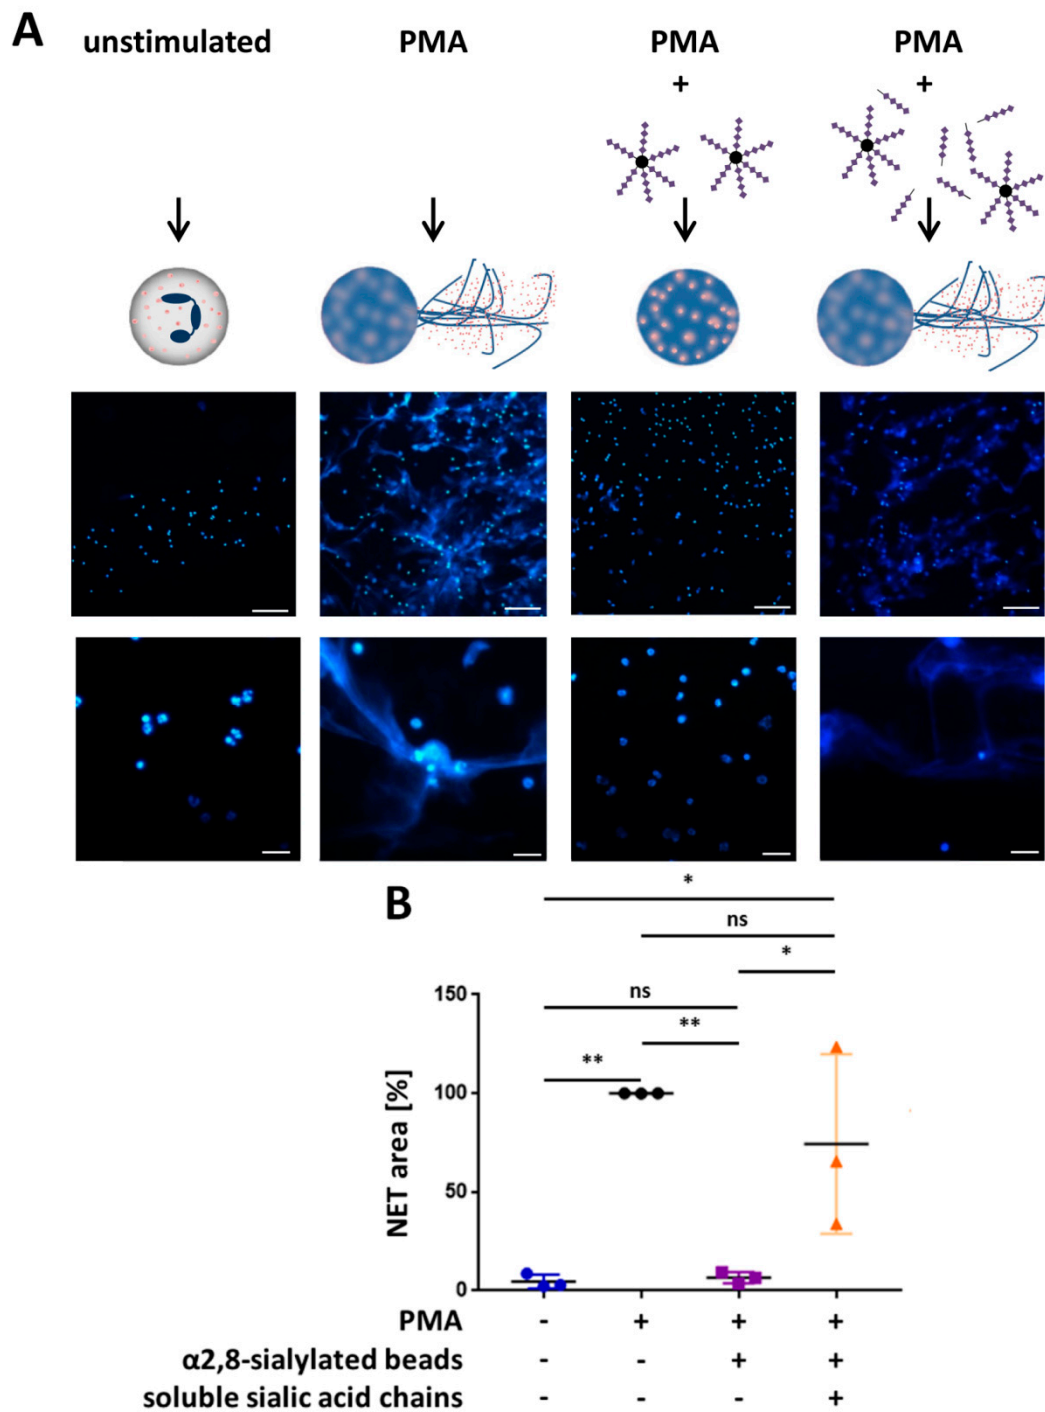 A
unstimulated PMA PMA PMA
+ +
B
*
ns
*
ns
**
**
150
100
50
0
NET area [%]
PMA - + + +
α2,8-sialylated beads - - + +
soluble sialic acid chains - - - +